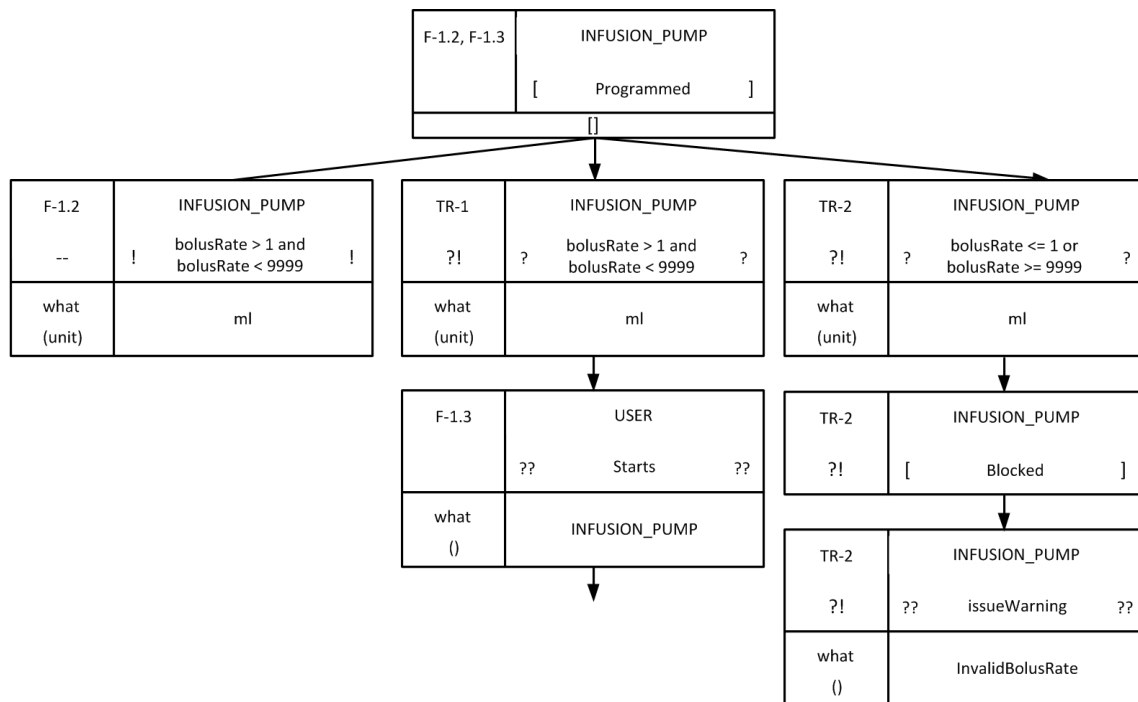 F-1.2, F-1.3 INFUSION_PUMP
[ Programmed ]
[]
F-1.2 INFUSION_PUMP
-- ! bolusRate > 1 and !
bolusRate < 9999
what
(unit)
ml
TR-1 INFUSION_PUMP
?! ? bolusRate > 1 and ?
bolusRate < 9999
what
(unit)
ml
TR-2 INFUSION_PUMP
?! ? bolusRate <= 1 or ?
bolusRate >= 9999
what
(unit)
ml
F-1.3 USER
?? Starts ??
what
()
INFUSION_PUMP
TR-2 INFUSION_PUMP
?! [ Blocked ]
TR-2 INFUSION_PUMP
?! ?? issueWarning ??
what
()
InvalidBolusRate